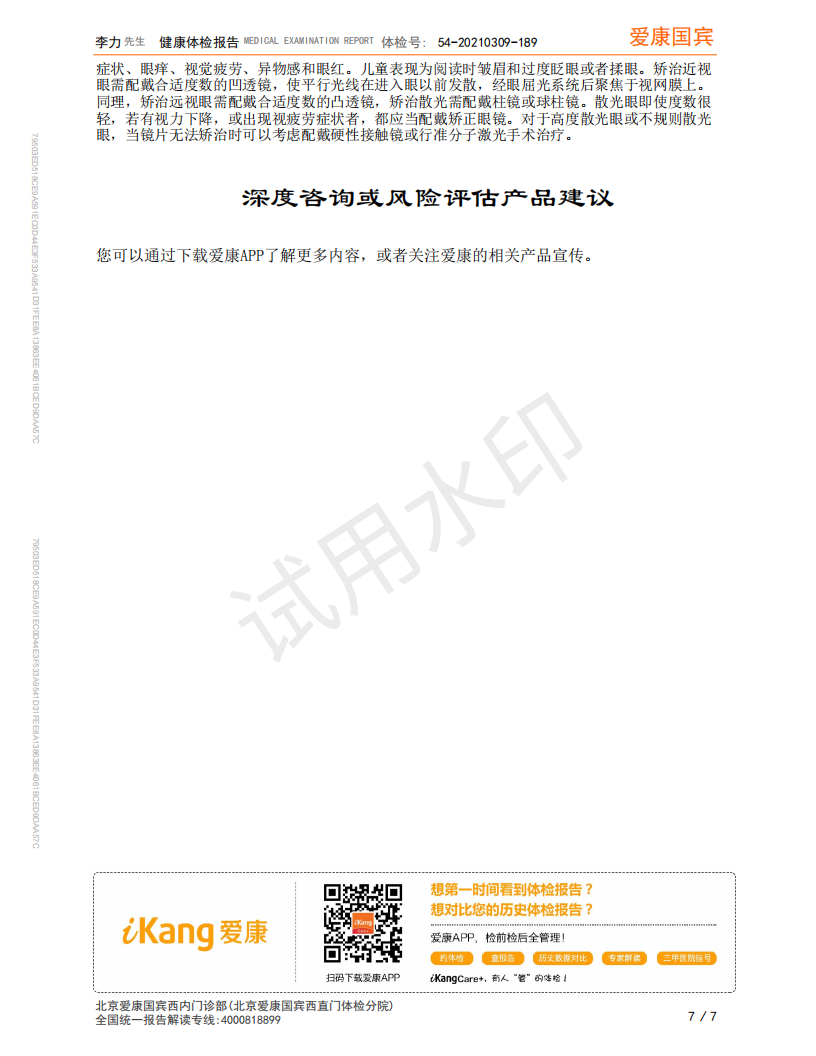 李力 先生 健康体检报告 MEDICAL EXAMINATION REPORT 体检号: 54-20210309-189 爱康国宾
症状、眼痒、视觉疲劳、异物感和眼红。儿童表现为阅读时皱眉和过度眨眼或者揉眼。矫治近视
眼需配戴合适度数的凹透镜，使平行光线在进入眼以前发散，经眼屈光系统后聚焦于视网膜上。
同理，矫治远视眼需配戴合适度数的凸透镜，矫治散光需配戴柱镜或球柱镜。散光眼即使度数很
轻，若有视力下降，或出现视疲劳症状者，都应当配戴矫正眼镜。对于高度散光眼或不规则散光
眼，当镜片无法矫治时可以考虑配戴硬性接触镜或行准分子激光手术治疗。
深度咨询或风险评估产品建议
您可以通过下载爱康APP了解更多内容，或者关注爱康的相关产品宣传。
试用水印
iKang 爱康
扫码下载爱康APP
想第一时间看到体检报告？
想对比您的历史体检报告？
爱康APP，检前检后全管理！
约体检 查报告 历史数据对比 专家解读 三甲医院挂号
iKangCare+，有人“管”的体检！
北京爱康国宾西内门诊部(北京爱康国宾西直门体检分院)
全国统一报告解读专线:4000818899
7 / 7